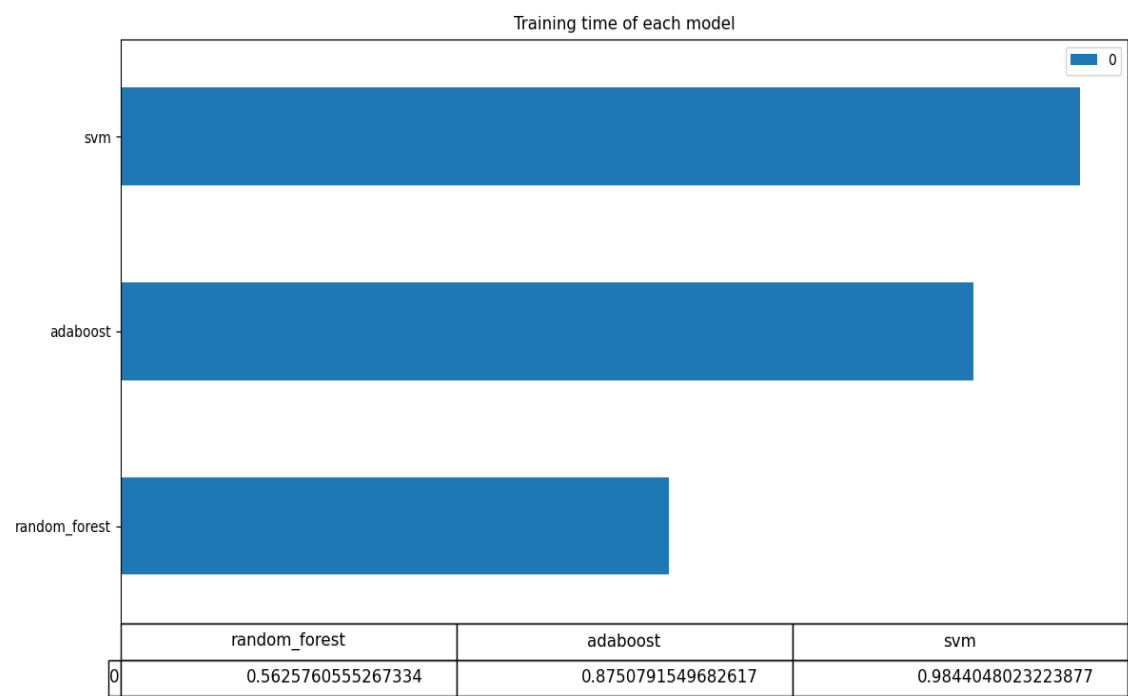 Training time of each model
0
svm
adaboost
random_forest
random_forest adaboost svm
0 0.5625760555267334 0.8750791549682617 0.9844048023223877